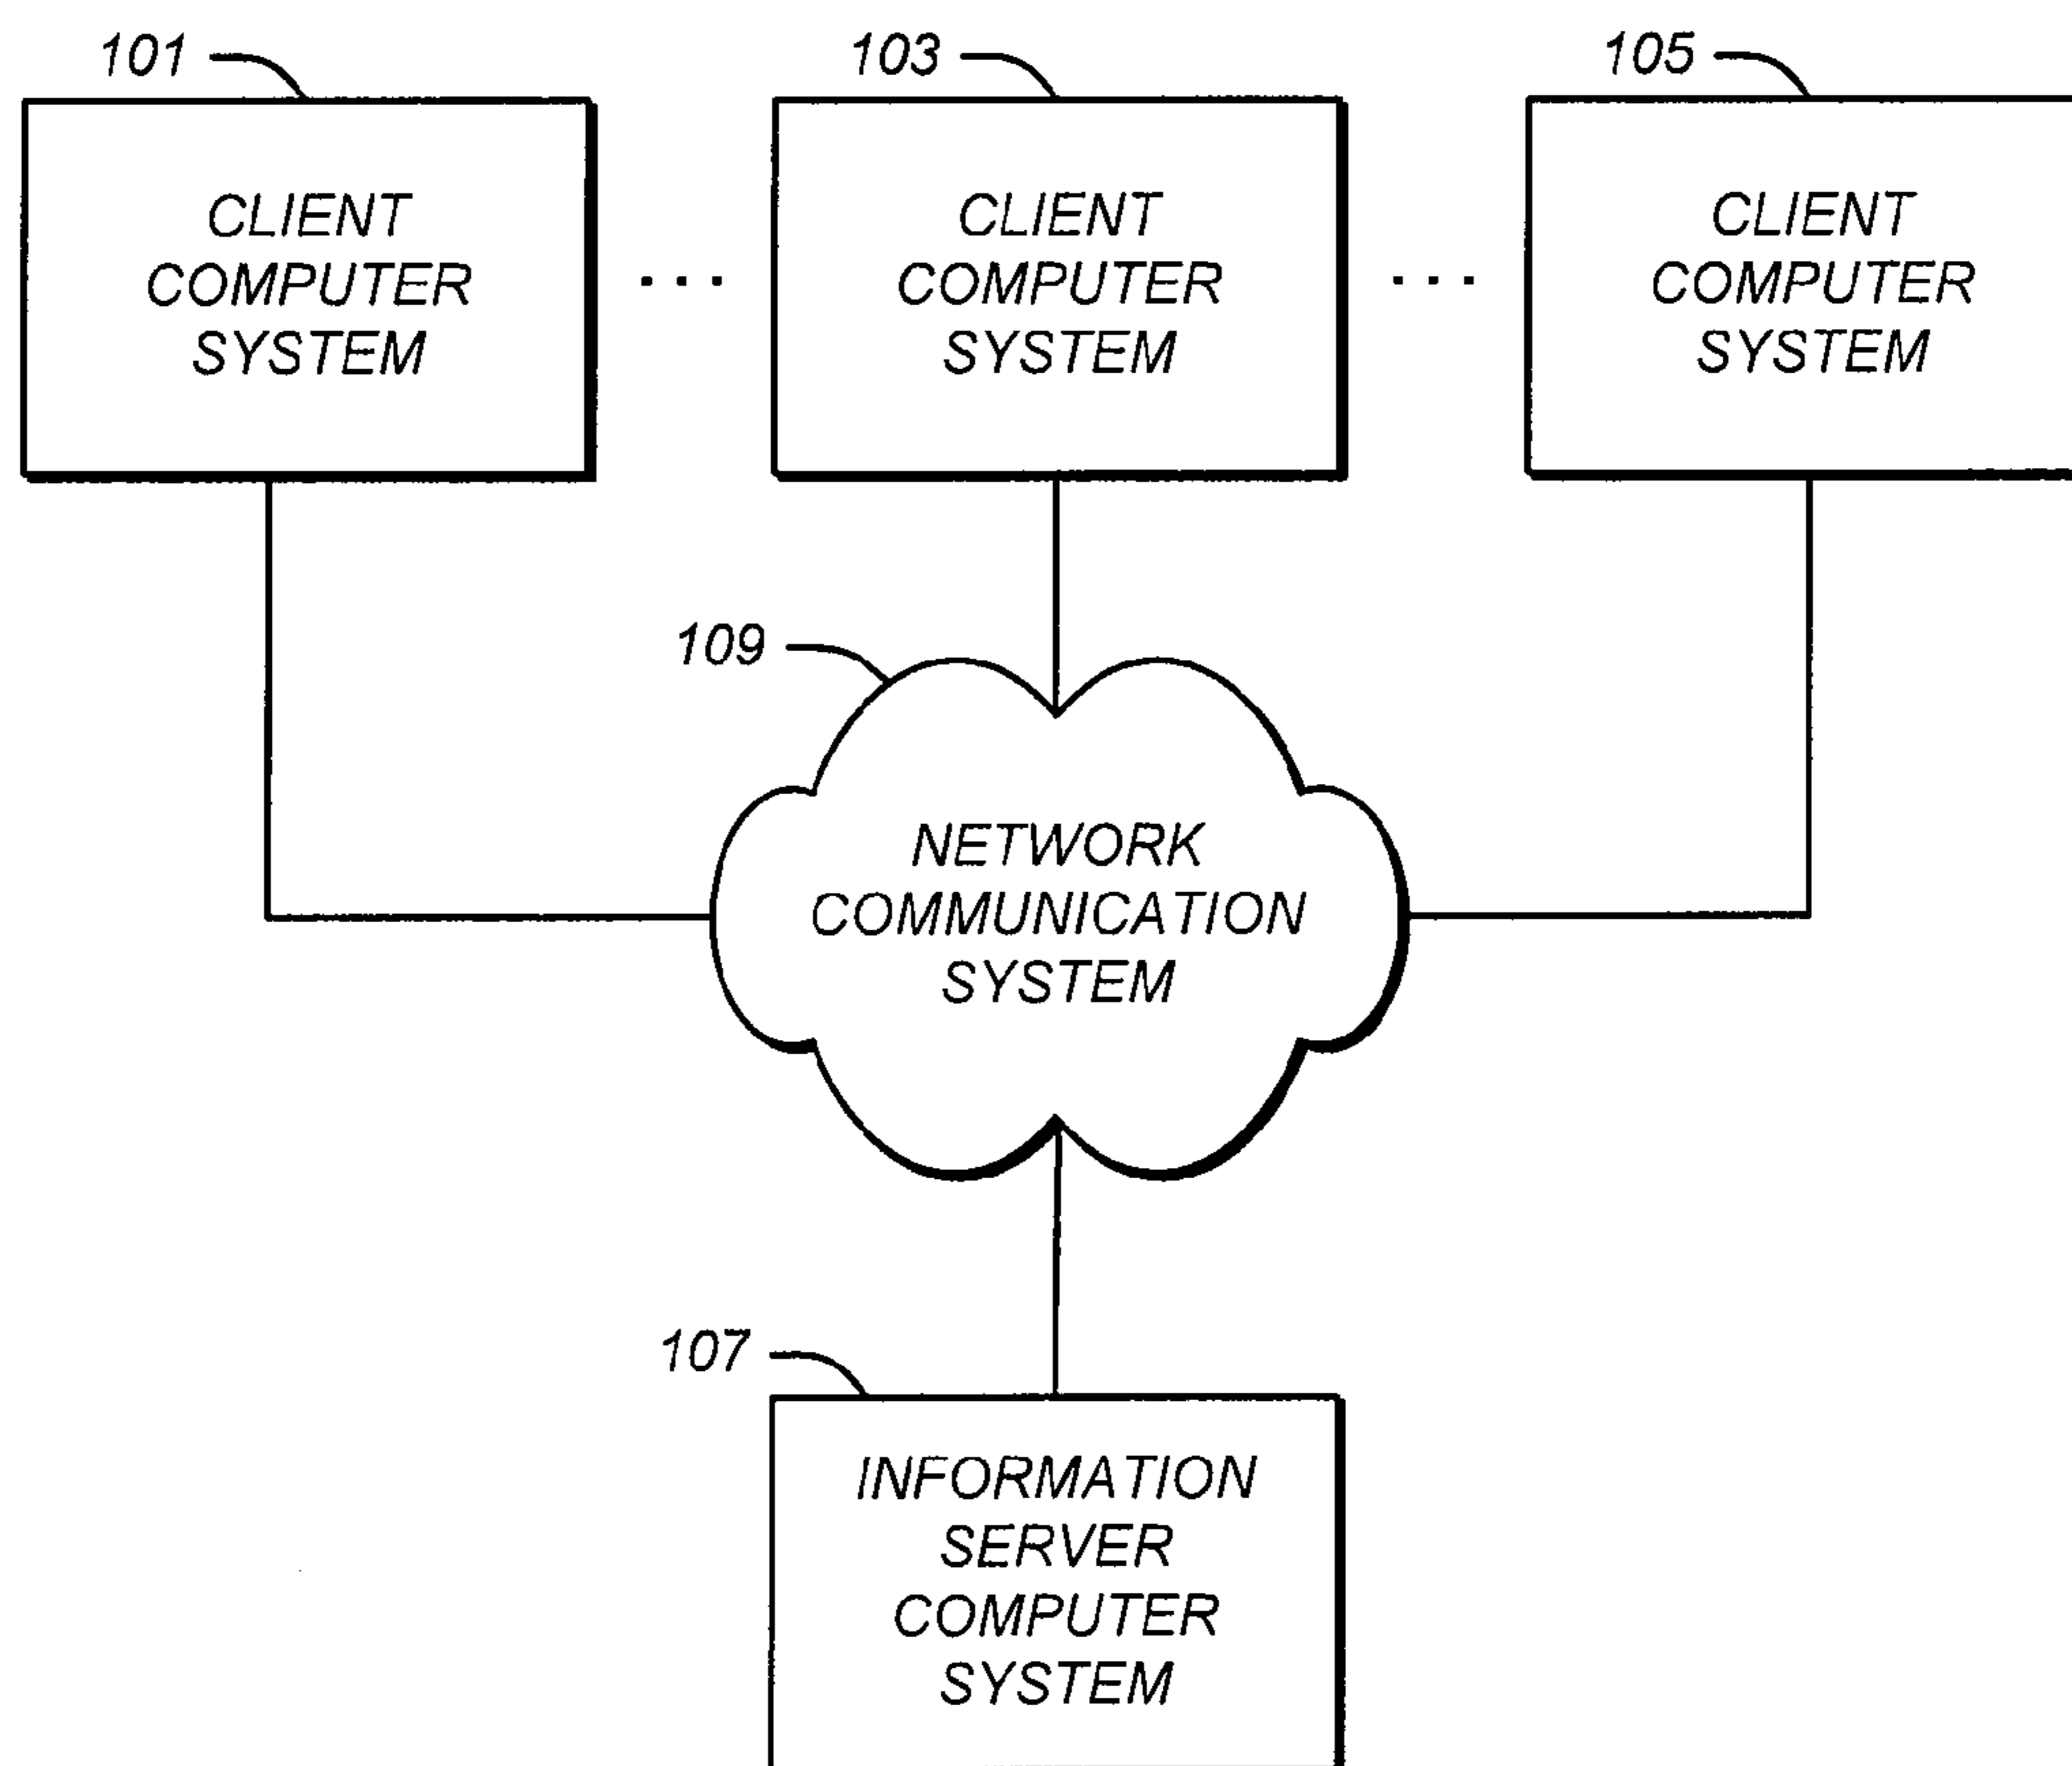 101
103
105
CLIENT
COMPUTER
SYSTEM
...
CLIENT
COMPUTER
SYSTEM
...
CLIENT
COMPUTER
SYSTEM
109
NETWORK
COMMUNICATION
SYSTEM
107
INFORMATION
SERVER
COMPUTER
SYSTEM